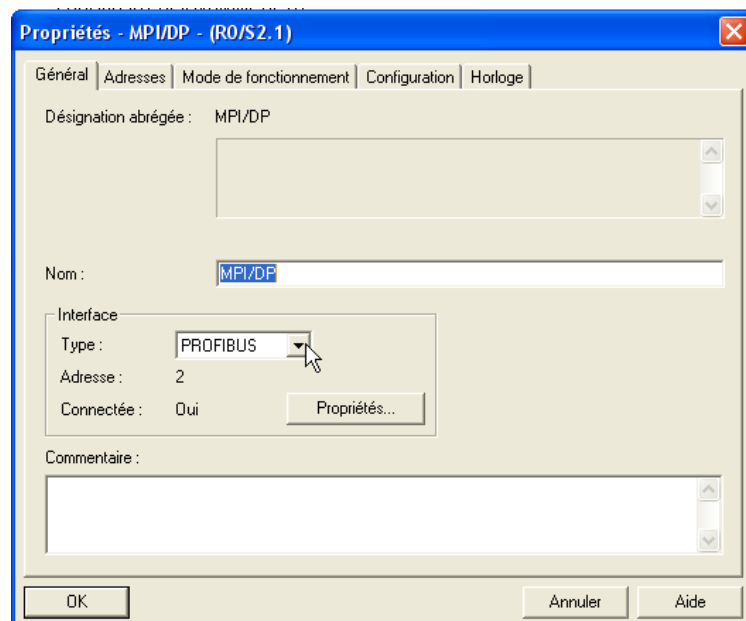 Propriétés - MPI/DP - (R0/S2.1)
Général Adresses Mode de fonctionnement Configuration Horloge
Désignation abrégée : MPI/DP
Nom : MPI/DP
Interface
Type : PROFIBUS
Adresse : 2
Connectée : Oui Propriétés...
Commentaire :
OK Annuler Aide